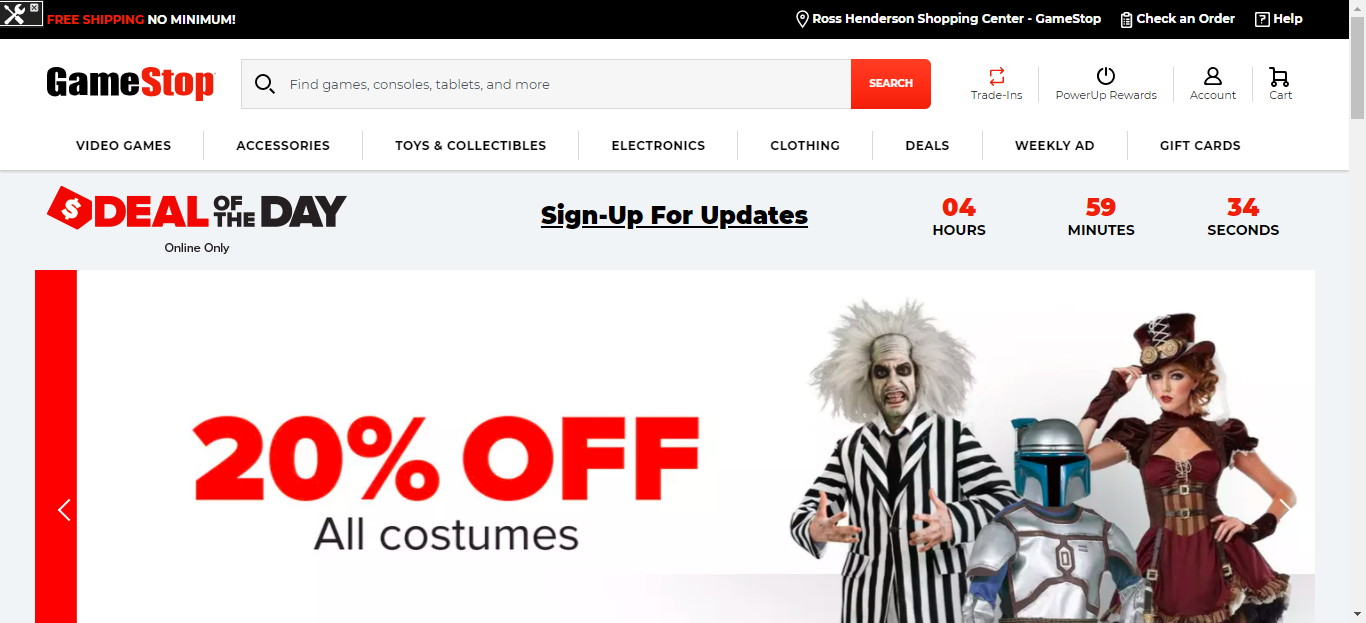 FREE SHIPPING NO MINIMUM!
Ross Henderson Shopping Center - GameStop
Check an Order
Help
GameStop
Find games, consoles, tablets, and more
SEARCH
Trade-Ins
PowerUp Rewards
Account
Cart
VIDEO GAMES
ACCESSORIES
TOYS & COLLECTIBLES
ELECTRONICS
CLOTHING
DEALS
WEEKLY AD
GIFT CARDS
$DEAL OF THE DAY
Online Only
Sign-Up For Updates
04
HOURS
59
MINUTES
34
SECONDS
20% OFF
All costumes